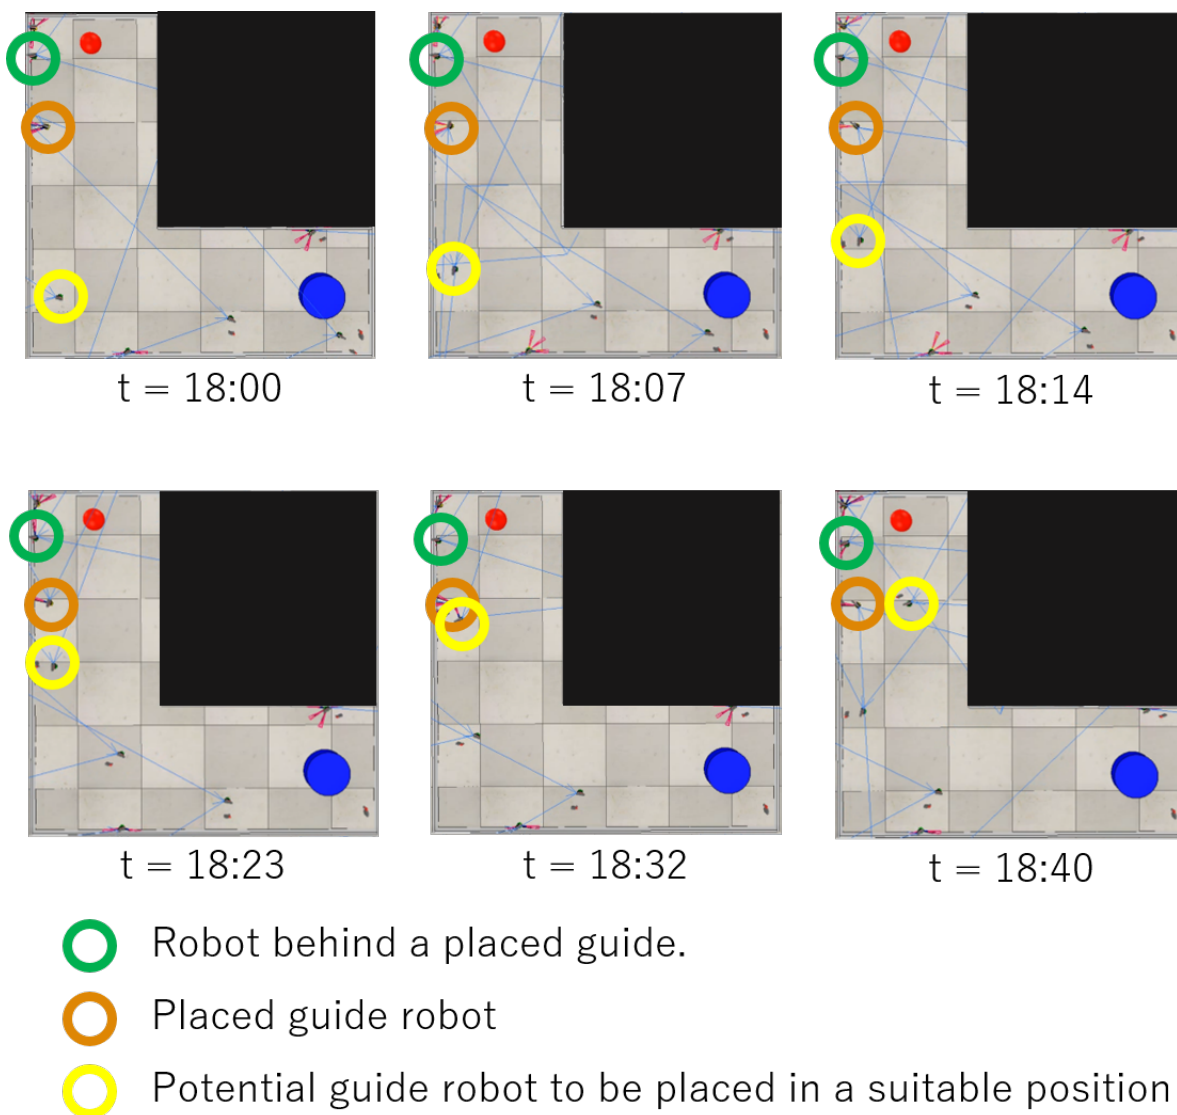 t = 18:00
t = 18:07
t = 18:14
t = 18:23
t = 18:32
t = 18:40
Robot behind a placed guide.
Placed guide robot
Potential guide robot to be placed in a suitable position